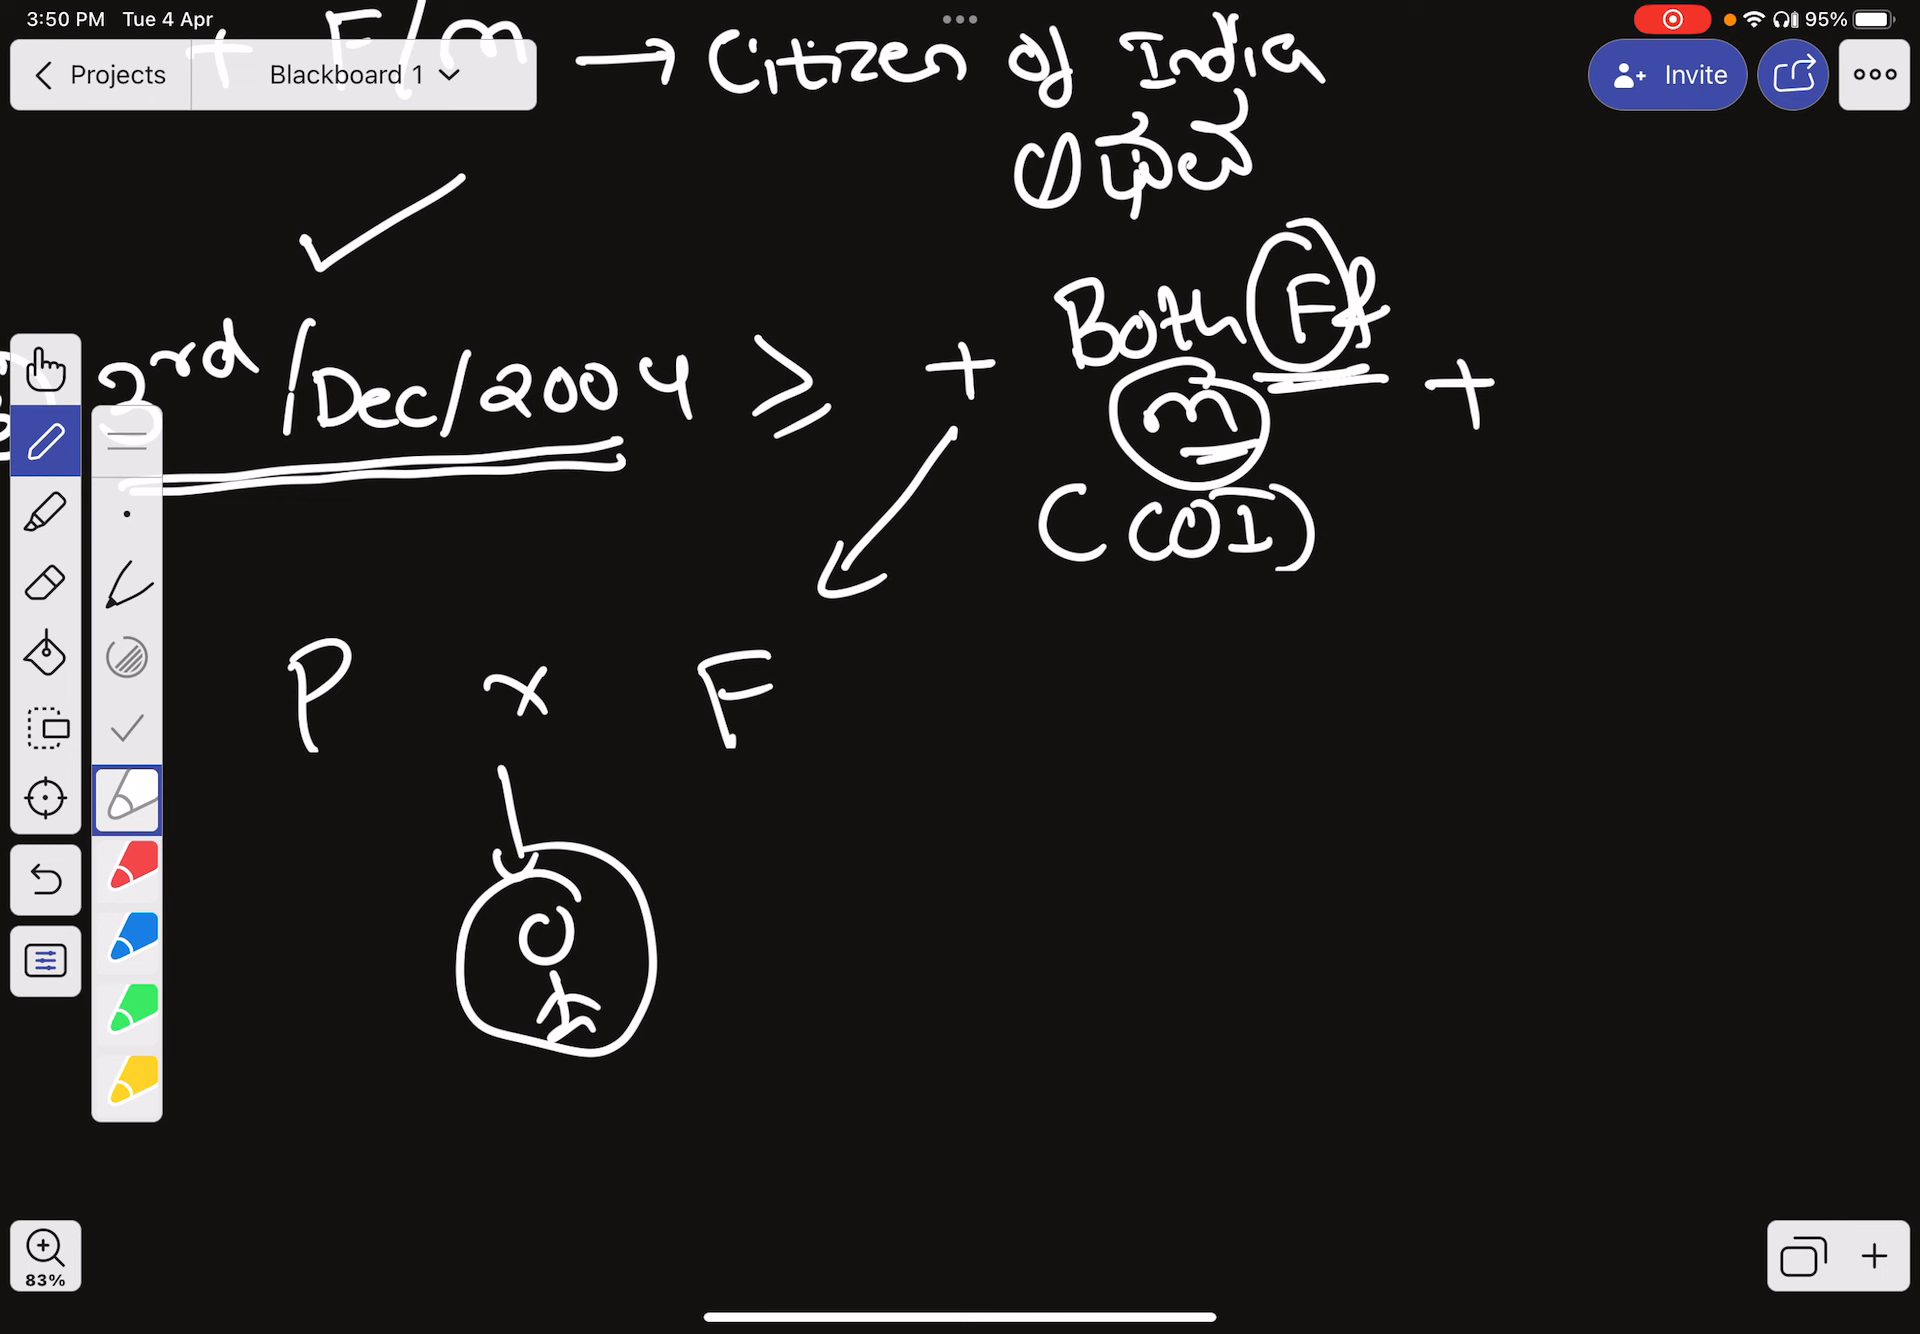 3:50 PM Tue 4 Apr
95%
Projects
Blackboard 1
Invite
+ F/m → Citizen of India
3rd/Dec/2004 ≥ + Both F &
m +
(COI)
P x F
C
O
I
83%